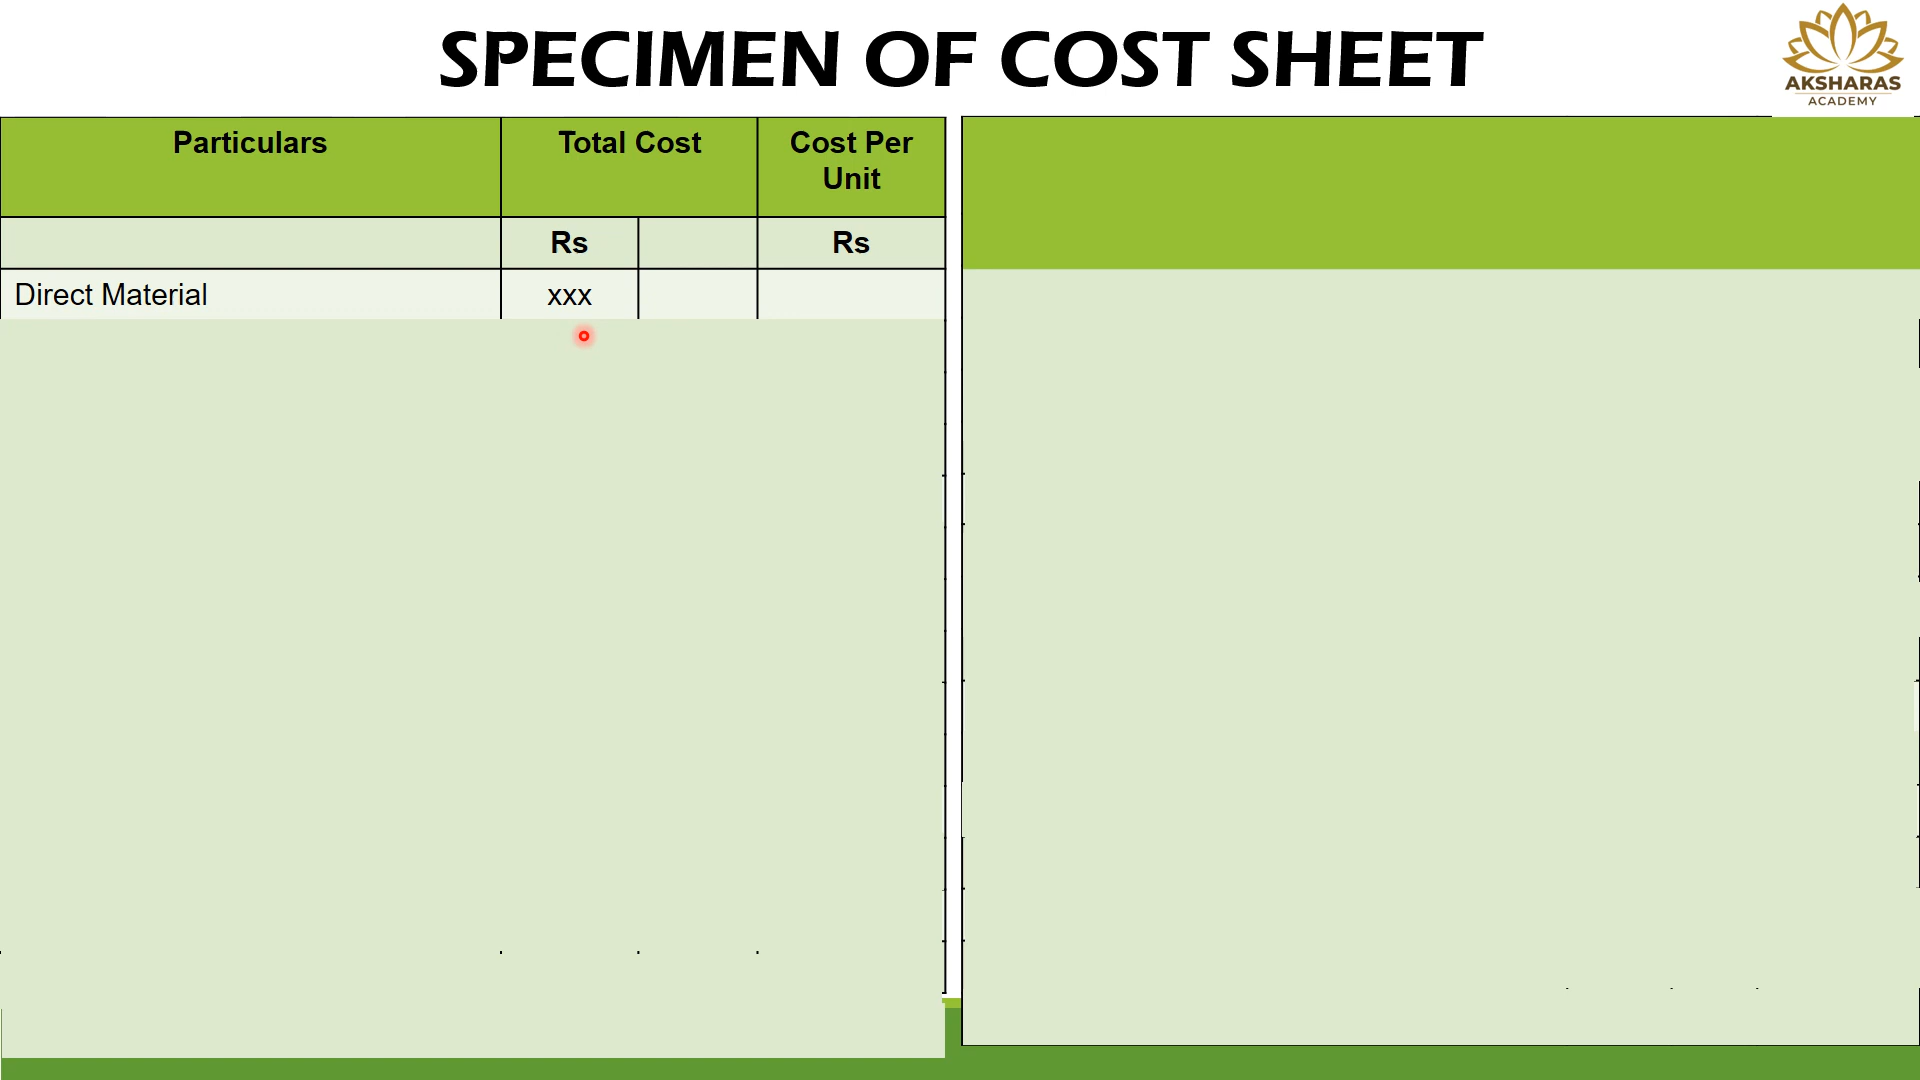 SPECIMEN OF COST SHEET
AKSHARAS
ACADEMY
Particulars Total Cost Cost Per
Unit
Rs Rs
Direct Material xxx